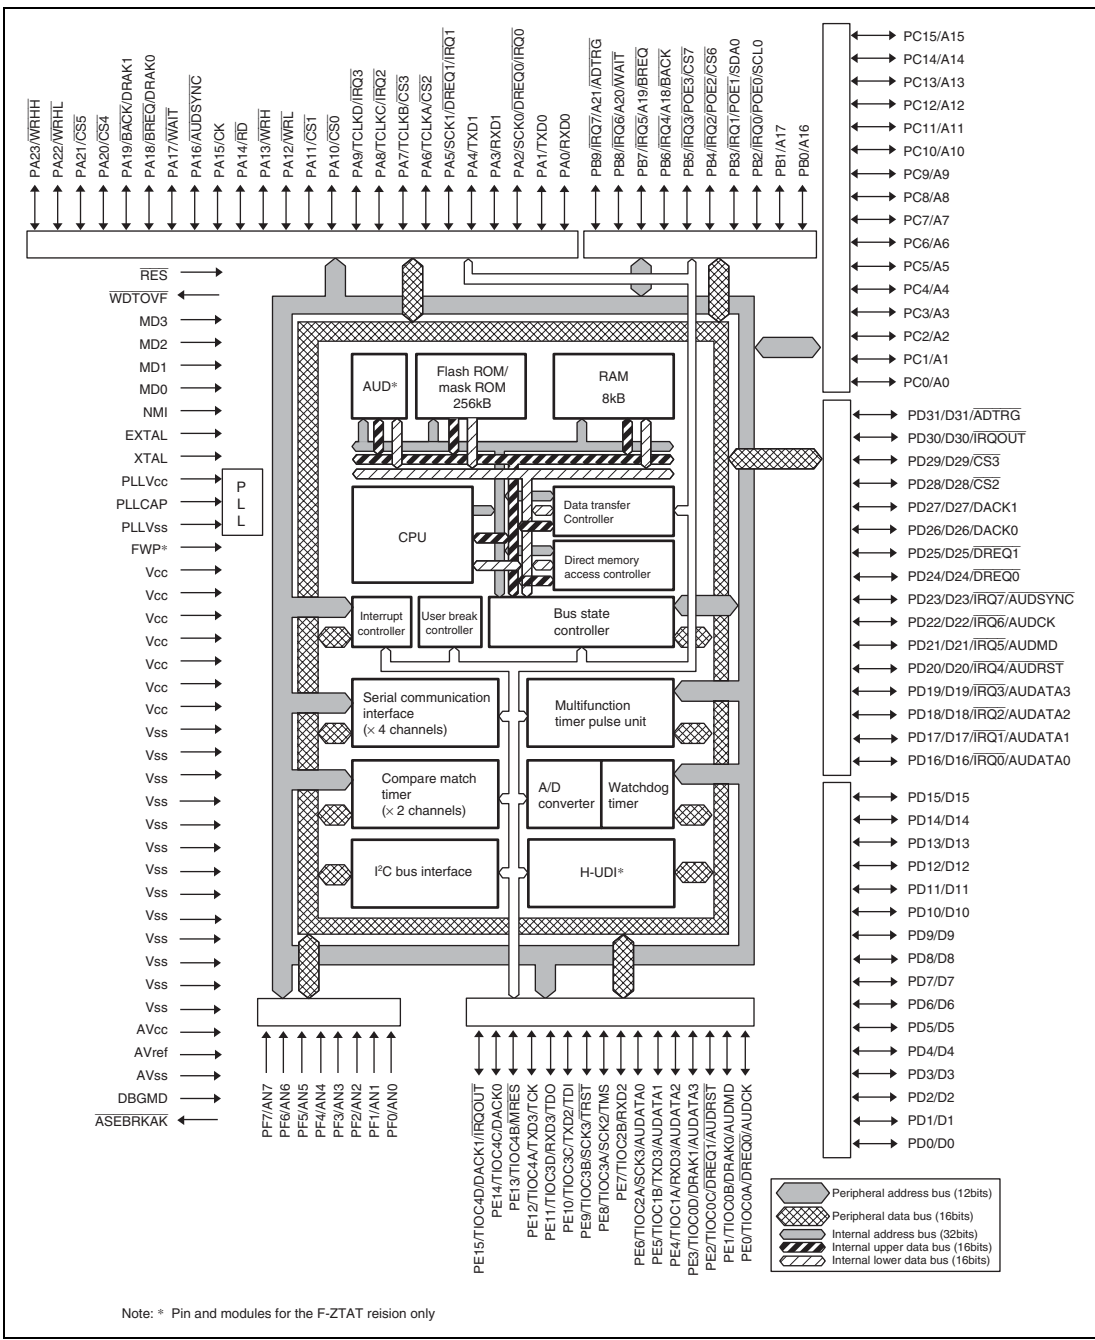 PA23/WRHH
PA22/WRHL
PA21/CS5
PA20/CS4
PA19/BACK/DRAK1
PA18/BREQ/DRAK0
PA17/WAIT
PA16/AUDSYNC
PA15/CK
PA14/RD
PA13/WRH
PA12/WRL
PA11/CS1
PA10/CS0
PA9/TCLKD/IRQ3
PA8/TCLKC/IRQ2
PA7/TCLKB/CS3
PA6/TCLKA/CS2
PA5/SCK1/DREQ1/IRQ1
PA4/TXD1
PA3/RXD1
PA2/SCK0/DREQ0/IRQ0
PA1/TXD0
PA0/RXD0
PB9/IRQ7/A21/ADTRG
PB8/IRQ6/A20/WAIT
PB7/IRQ5/A19/BREQ
PB6/IRQ4/A18/BACK
PB5/IRQ3/POE3/CS7
PB4/IRQ2/POE2/CS6
PB3/IRQ1/POE1/SDA0
PB2/IRQ0/POE0/SCL0
PB1/A17
PB0/A16
PC15/A15
PC14/A14
PC13/A13
PC12/A12
PC11/A11
PC10/A10
PC9/A9
PC8/A8
PC7/A7
PC6/A6
PC5/A5
PC4/A4
PC3/A3
PC2/A2
PC1/A1
PC0/A0
RES
WDTOVF
MD3
MD2
MD1
MD0
NMI
EXTAL
XTAL
PLLVcc
PLLCAP
PLLVss
FWP*
Vcc
Vcc
Vcc
Vcc
Vcc
Vcc
Vcc
Vss
Vss
Vss
Vss
Vss
Vss
Vss
Vss
Vss
Vss
Vss
Vss
Vss
AVcc
AVref
AVss
DBGMD
ASEBRKAK
P
L
L
AUD*
Flash ROM/
mask ROM
256kB
RAM
8kB
CPU
Data transfer
Controller
Direct memory
access controller
Interrupt
controller
User break
controller
Bus state
controller
Serial communication
interface
(× 4 channels)
Multifunction
timer pulse unit
Compare match
timer
(× 2 channels)
A/D
converter
Watchdog
timer
I²C bus interface
H-UDI*
PD31/D31/ADTRG
PD30/D30/IRQOUT
PD29/D29/CS3
PD28/D28/CS2
PD27/D27/DACK1
PD26/D26/DACK0
PD25/D25/DREQ1
PD24/D24/DREQ0
PD23/D23/IRQ7/AUDSYNC
PD22/D22/IRQ6/AUDCK
PD21/D21/IRQ5/AUDMD
PD20/D20/IRQ4/AUDRST
PD19/D19/IRQ3/AUDATA3
PD18/D18/IRQ2/AUDATA2
PD17/D17/IRQ1/AUDATA1
PD16/D16/IRQ0/AUDATA0
PD15/D15
PD14/D14
PD13/D13
PD12/D12
PD11/D11
PD10/D10
PD9/D9
PD8/D8
PD7/D7
PD6/D6
PD5/D5
PD4/D4
PD3/D3
PD2/D2
PD1/D1
PD0/D0
PF7/AN7
PF6/AN6
PF5/AN5
PF4/AN4
PF3/AN3
PF2/AN2
PF1/AN1
PF0/AN0
PE15/TIOC4D/DACK1/IRQOUT
PE14/TIOC4C/DACK0
PE13/TIOC4B/MRES
PE12/TIOC4A/TXD3/TCK
PE11/TIOC3D/RXD3/TDO
PE10/TIOC3C/TXD2/TDI
PE9/TIOC3B/SCK3/TRST
PE8/TIOC3A/SCK2/TMS
PE7/TIOC2B/RXD2
PE6/TIOC2A/SCK3/AUDATA0
PE5/TIOC1B/TXD3/AUDATA1
PE4/TIOC1A/RXD3/AUDATA2
PE3/TIOC0D/DRAK1/AUDATA3
PE2/TIOC0C/DREQ1/AUDRST
PE1/TIOC0B/DRAK0/AUDMD
PE0/TIOC0A/DREQ0/AUDCK
Peripheral address bus (12bits)
Peripheral data bus (16bits)
Internal address bus (32bits)
Internal upper data bus (16bits)
Internal lower data bus (16bits)
Note: * Pin and modules for the F-ZTAT reision only